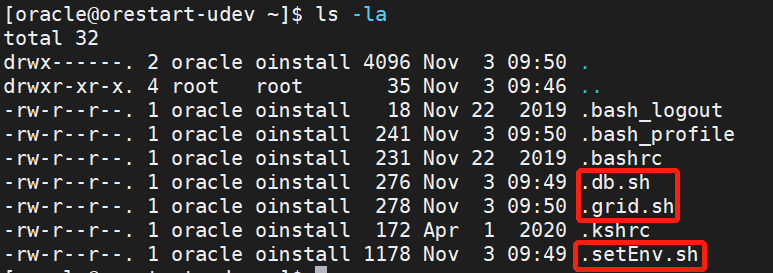 [oracle@orestart-udev ~]$ ls -la
total 32
drwx------. 2 oracle oinstall 4096 Nov  3 09:50 .
drwxr-xr-x. 4 root   root       35 Nov  3 09:46 ..
-rw-r--r--. 1 oracle oinstall   18 Nov 22  2019 .bash_logout
-rw-r--r--. 1 oracle oinstall  241 Nov  3 09:50 .bash_profile
-rw-r--r--. 1 oracle oinstall  231 Nov 22  2019 .bashrc
-rw-r--r--. 1 oracle oinstall  276 Nov  3 09:49 .db.sh
-rw-r--r--. 1 oracle oinstall  278 Nov  3 09:50 .grid.sh
-rw-r--r--. 1 oracle oinstall  172 Apr  1  2020 .kshrc
-rw-r--r--. 1 oracle oinstall 1178 Nov  3 09:49 .setEnv.sh